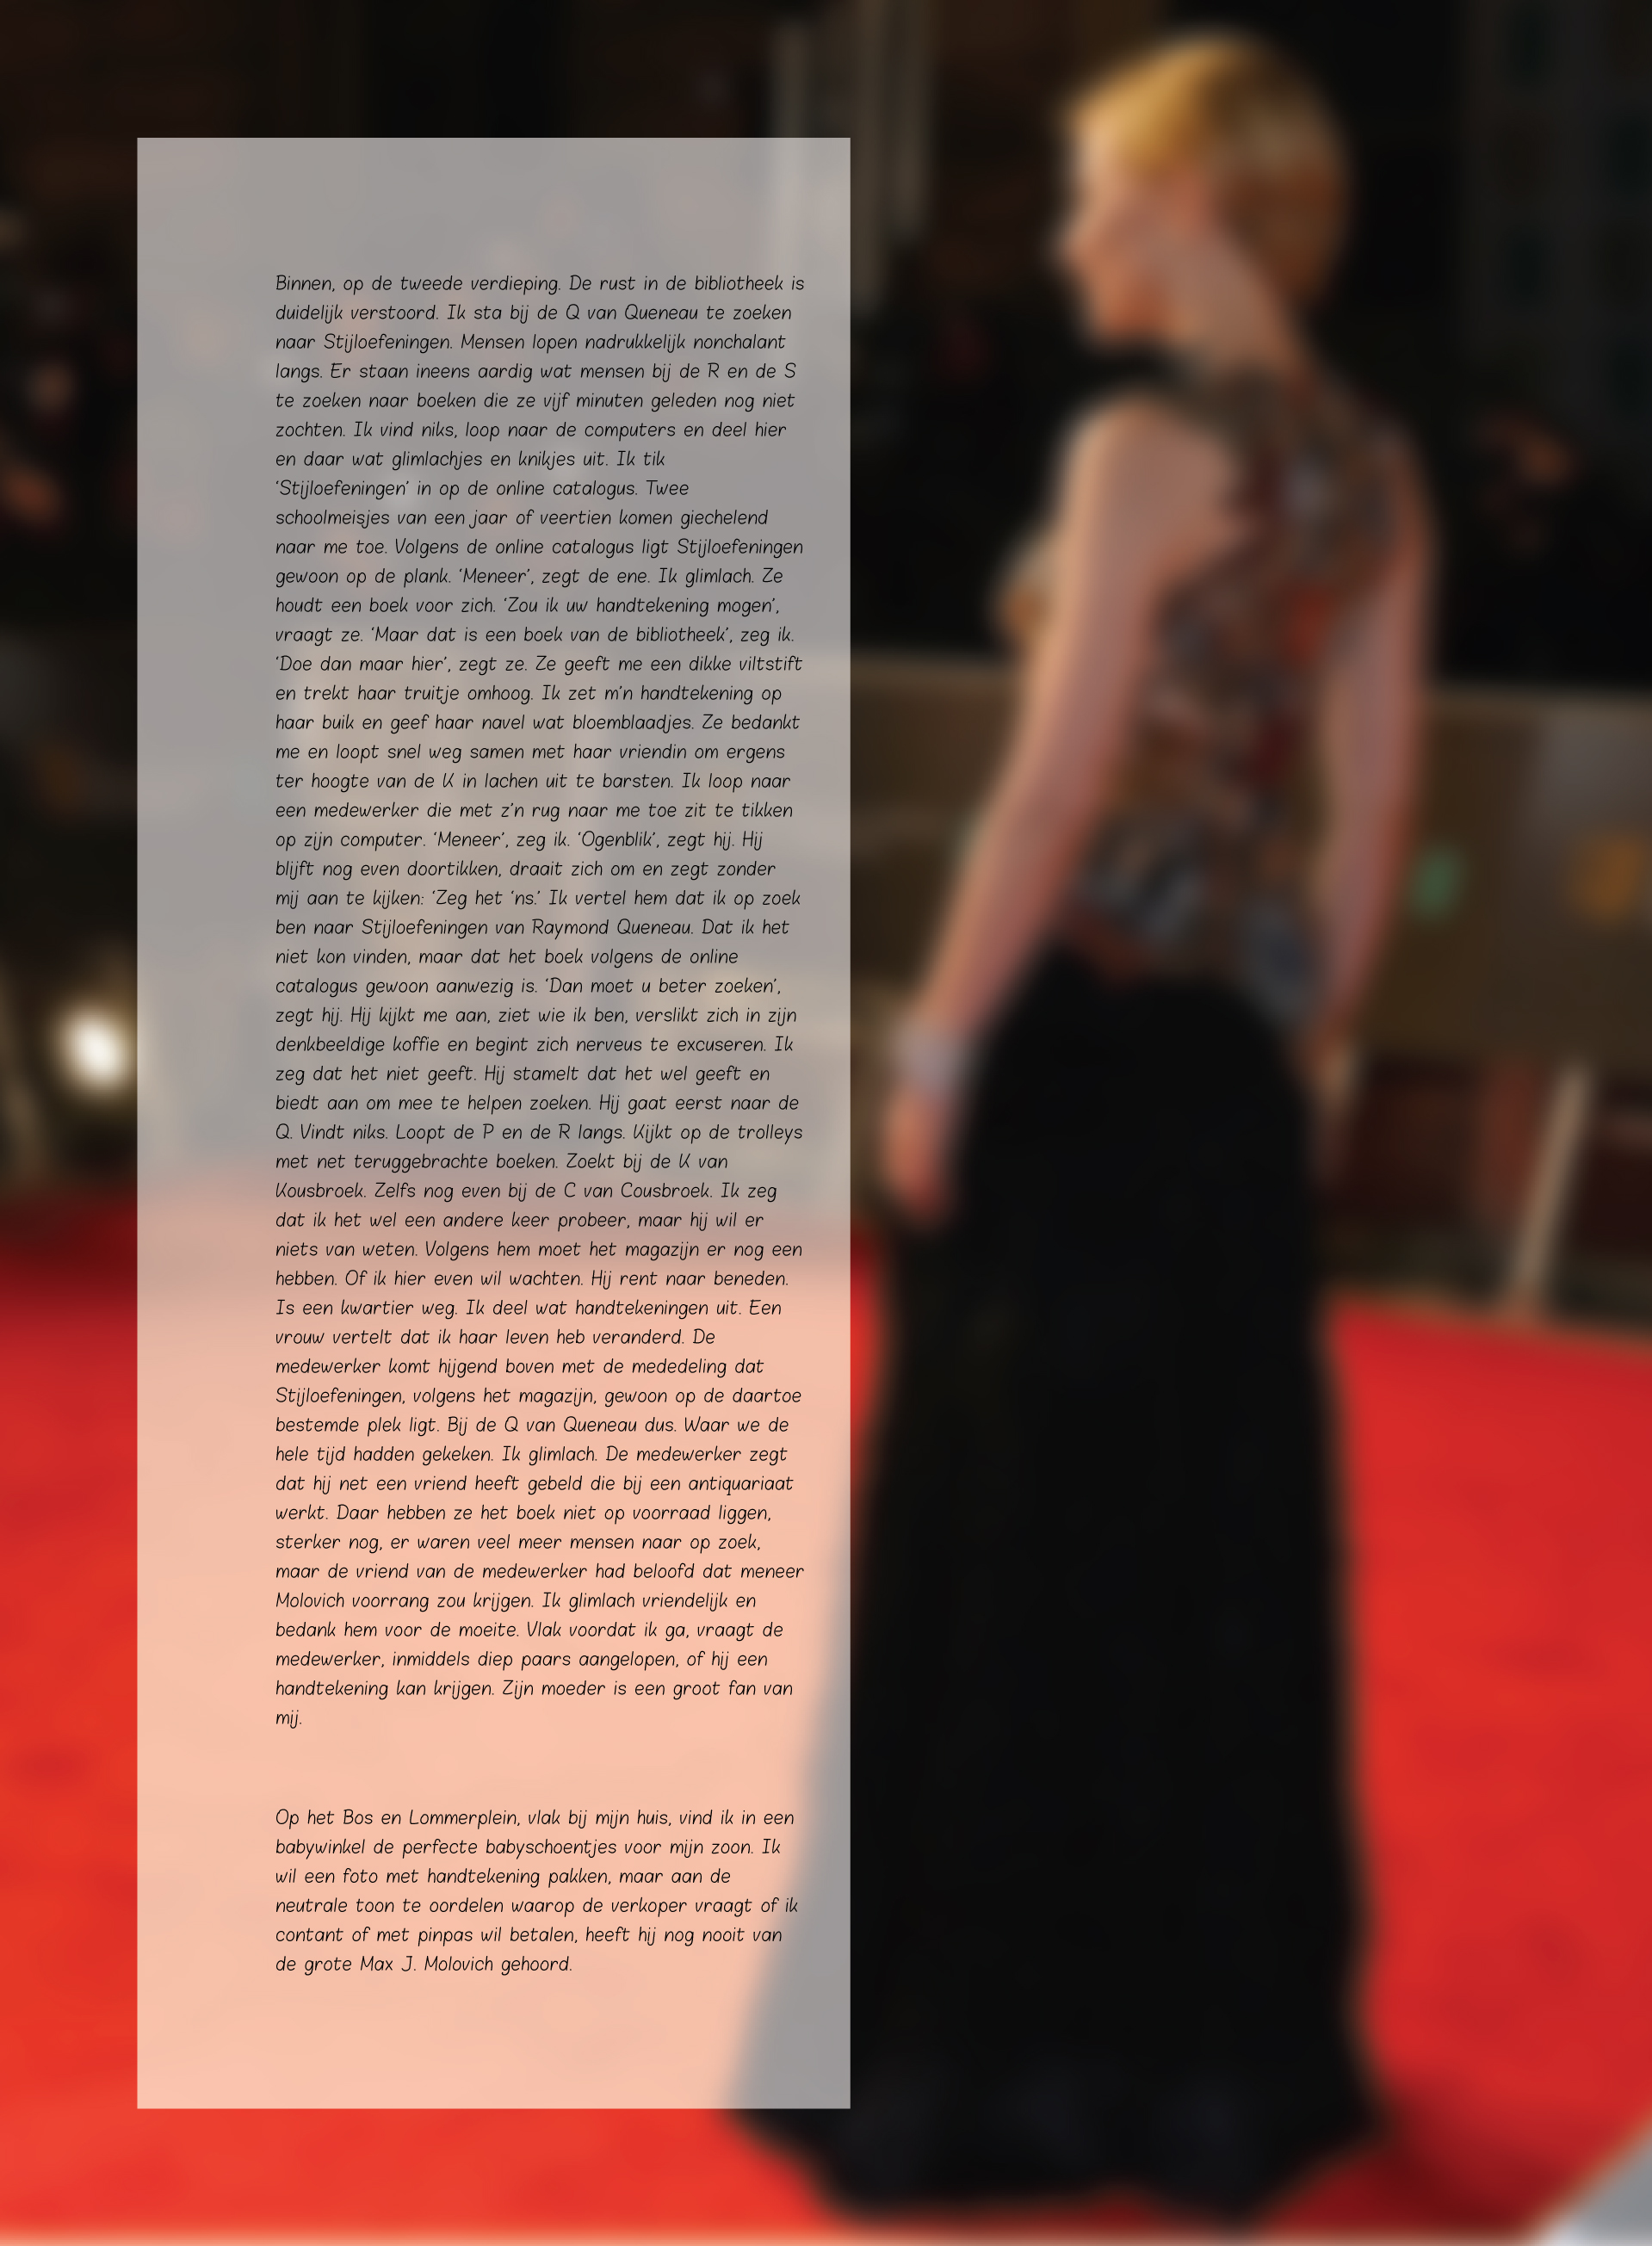 Binnen, op de tweede verdieping. De rust in de bibliotheek is
duidelijk verstoord. Ik sta bij de Q van Queneau te zoeken
naar Stijloefeningen. Mensen lopen nadrukkelijk nonchalant
langs. Er staan ineens aardig wat mensen bij de R en de S
te zoeken naar boeken die ze vijf minuten geleden nog niet
zochten. Ik vind niks, loop naar de computers en deel hier
en daar wat glimlachjes en knikjes uit. Ik tik
‘Stijloefeningen’ in op de online catalogus. Twee
schoolmeisjes van een jaar of veertien komen giechelend
naar me toe. Volgens de online catalogus ligt Stijloefeningen
gewoon op de plank. ‘Meneer’, zegt de ene. Ik glimlach. Ze
houdt een boek voor zich. ‘Zou ik uw handtekening mogen’,
vraagt ze. ‘Maar dat is een boek van de bibliotheek’, zeg ik.
‘Doe dan maar hier’, zegt ze. Ze geeft me een dikke viltstift
en trekt haar truitje omhoog. Ik zet m’n handtekening op
haar buik en geef haar navel wat bloemblaadjes. Ze bedankt
me en loopt snel weg samen met haar vriendin om ergens
ter hoogte van de K in lachen uit te barsten. Ik loop naar
een medewerker die met z’n rug naar me toe zit te tikken
op zijn computer. ‘Meneer’, zeg ik. ‘Ogenblik’, zegt hij. Hij
blijft nog even doortikken, draait zich om en zegt zonder
mij aan te kijken: ‘Zeg het ‘ns.’ Ik vertel hem dat ik op zoek
ben naar Stijloefeningen van Raymond Queneau. Dat ik het
niet kon vinden, maar dat het boek volgens de online
catalogus gewoon aanwezig is. ‘Dan moet u beter zoeken’,
zegt hij. Hij kijkt me aan, ziet wie ik ben, verslikt zich in zijn
denkbeeldige koffie en begint zich nerveus te excuseren. Ik
zeg dat het niet geeft. Hij stamelt dat het wel geeft en
biedt aan om mee te helpen zoeken. Hij gaat eerst naar de
Q. Vindt niks. Loopt de P en de R langs. Kijkt op de trolleys
met net teruggebrachte boeken. Zoekt bij de K van
Kousbroek. Zelfs nog even bij de C van Cousbroek. Ik zeg
dat ik het wel een andere keer probeer, maar hij wil er
niets van weten. Volgens hem moet het magazijn er nog een
hebben. Of ik hier even wil wachten. Hij rent naar beneden.
Is een kwartier weg. Ik deel wat handtekeningen uit. Een
vrouw vertelt dat ik haar leven heb veranderd. De
medewerker komt hijgend boven met de mededeling dat
Stijloefeningen, volgens het magazijn, gewoon op de daartoe
bestemde plek ligt. Bij de Q van Queneau dus. Waar we de
hele tijd hadden gekeken. Ik glimlach. De medewerker zegt
dat hij net een vriend heeft gebeld die bij een antiquariaat
werkt. Daar hebben ze het boek niet op voorraad liggen,
sterker nog, er waren veel meer mensen naar op zoek,
maar de vriend van de medewerker had beloofd dat meneer
Molovich voorrang zou krijgen. Ik glimlach vriendelijk en
bedank hem voor de moeite. Vlak voordat ik ga, vraagt de
medewerker, inmiddels diep paars aangelopen, of hij een
handtekening kan krijgen. Zijn moeder is een groot fan van
mij.
Op het Bos en Lommerplein, vlak bij mijn huis, vind ik in een
babywinkel de perfecte babyschoentjes voor mijn zoon. Ik
wil een foto met handtekening pakken, maar aan de
neutrale toon te oordelen waarop de verkoper vraagt of ik
contant of met pinpas wil betalen, heeft hij nog nooit van
de grote Max J. Molovich gehoord.